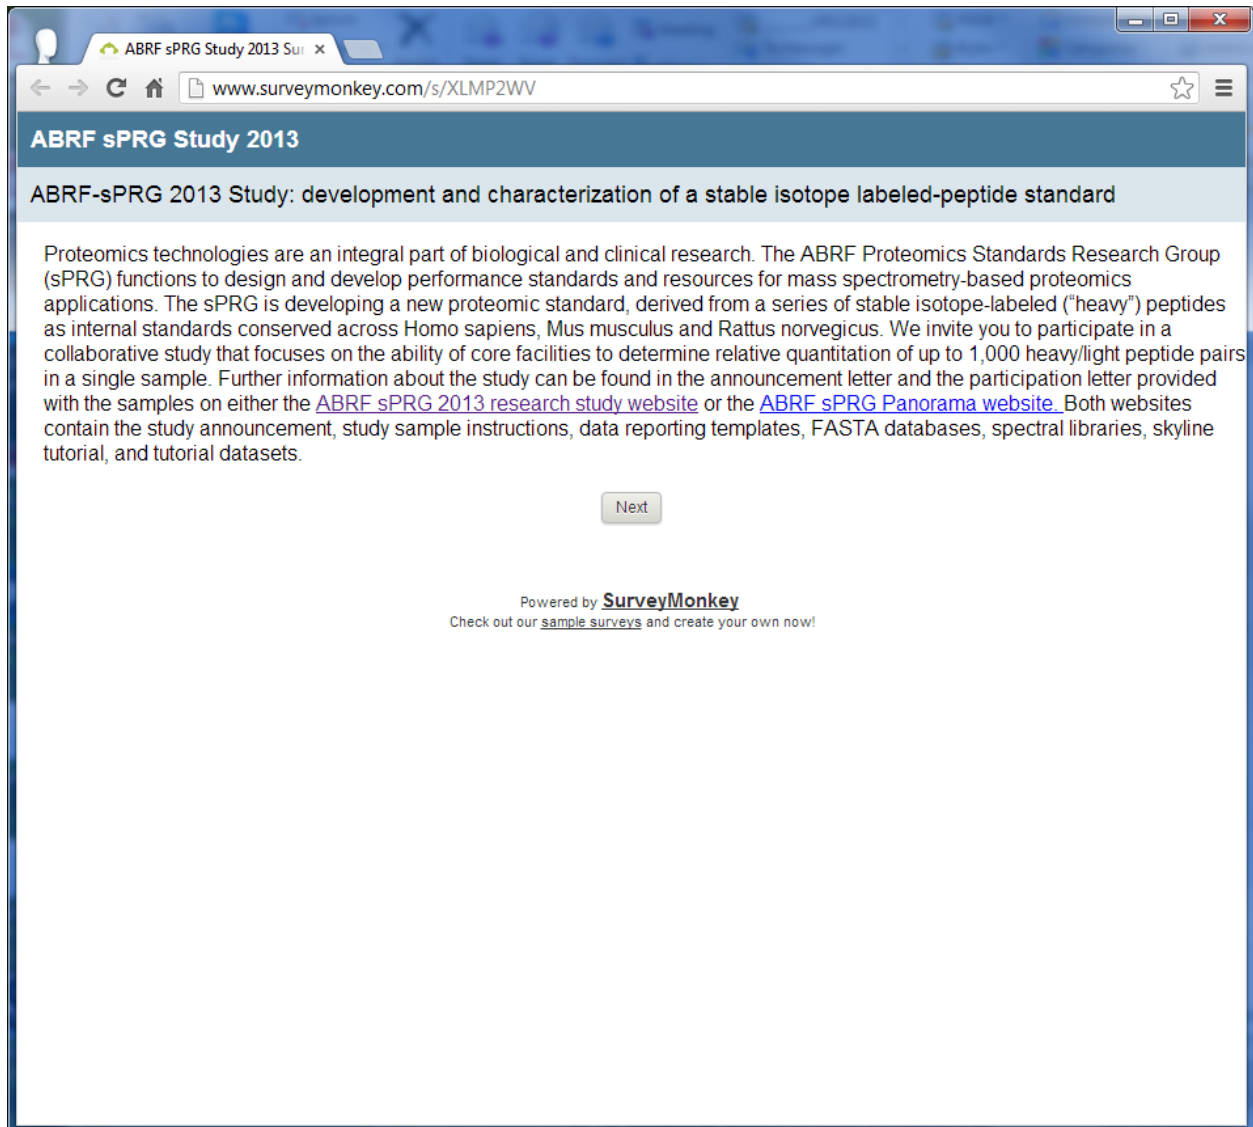 ABRF sPRG Study 2013 Sur
www.surveymonkey.com/s/XLMP2WV
ABRF sPRG Study 2013
ABRF-sPRG 2013 Study: development and characterization of a stable isotope labeled-peptide standard
Proteomics technologies are an integral part of biological and clinical research. The ABRF Proteomics Standards Research Group
(sPRG) functions to design and develop performance standards and resources for mass spectrometry-based proteomics
applications. The sPRG is developing a new proteomic standard, derived from a series of stable isotope-labeled (“heavy”) peptides
as internal standards conserved across Homo sapiens, Mus musculus and Rattus norvegicus. We invite you to participate in a
collaborative study that focuses on the ability of core facilities to determine relative quantitation of up to 1,000 heavy/light peptide pairs
in a single sample. Further information about the study can be found in the announcement letter and the participation letter provided
with the samples on either the ABRF sPRG 2013 research study website or the ABRF sPRG Panorama website. Both websites
contain the study announcement, study sample instructions, data reporting templates, FASTA databases, spectral libraries, skyline
tutorial, and tutorial datasets.
Next
Powered by SurveyMonkey
Check out our sample surveys and create your own now!